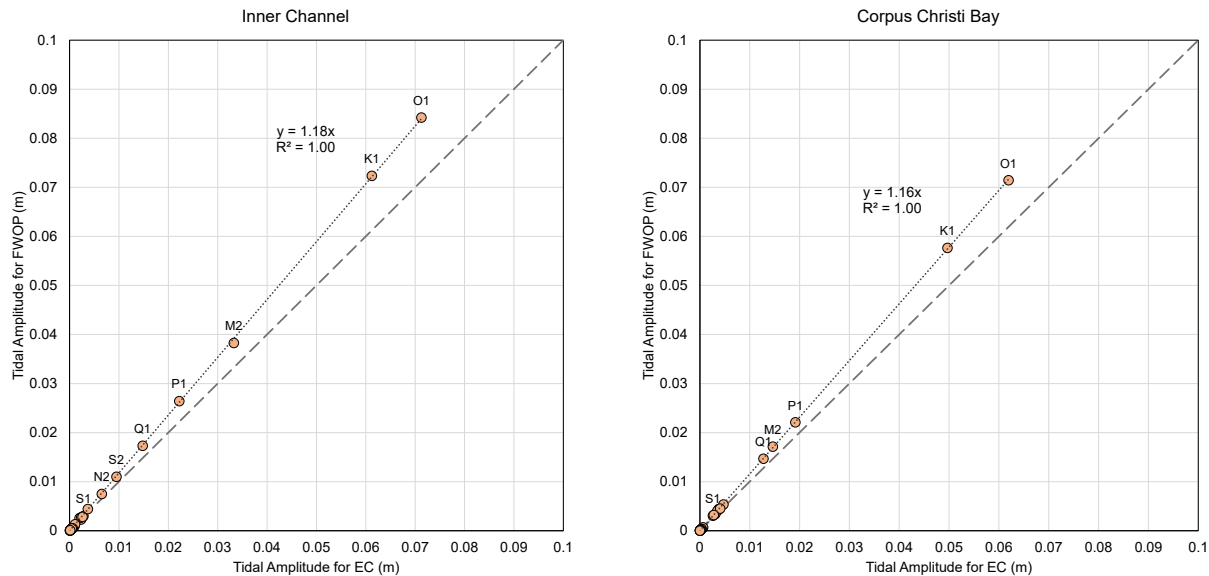 Inner Channel
0.1
0.09
0.08
0.07
0.06
0.05
0.04
0.03
0.02
0.01
0
Tidal Amplitude for FWOP (m)
O1
y = 1.18x
R² = 1.00
K1
M2
P1
Q1
S2
N2
S1
0 0.01 0.02 0.03 0.04 0.05 0.06 0.07 0.08 0.09 0.1
Tidal Amplitude for EC (m)
Corpus Christi Bay
0.1
0.09
0.08
0.07
0.06
0.05
0.04
0.03
0.02
0.01
0
Tidal Amplitude for FWOP (m)
O1
y = 1.16x
R² = 1.00
K1
P1
M2
Q1
S1
0 0.01 0.02 0.03 0.04 0.05 0.06 0.07 0.08 0.09 0.1
Tidal Amplitude for EC (m)